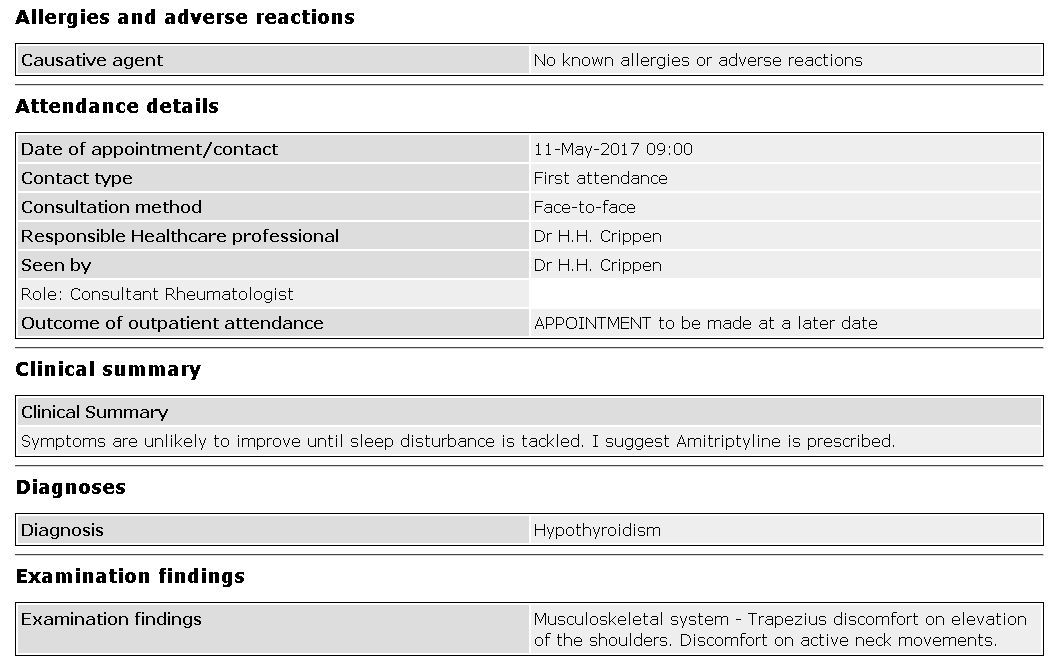 Allergies and adverse reactions
Causative agent No known allergies or adverse reactions
Attendance details
Date of appointment/contact 11-May-2017 09:00
Contact type First attendance
Consultation method Face-to-face
Responsible Healthcare professional Dr H.H. Crippen
Seen by Dr H.H. Crippen
Role: Consultant Rheumatologist
Outcome of outpatient attendance APPOINTMENT to be made at a later date
Clinical summary
Clinical Summary
Symptoms are unlikely to improve until sleep disturbance is tackled. I suggest Amitriptyline is prescribed.
Diagnoses
Diagnosis Hypothyroidism
Examination findings
Examination findings Musculoskeletal system - Trapezius discomfort on elevation
of the shoulders. Discomfort on active neck movements.